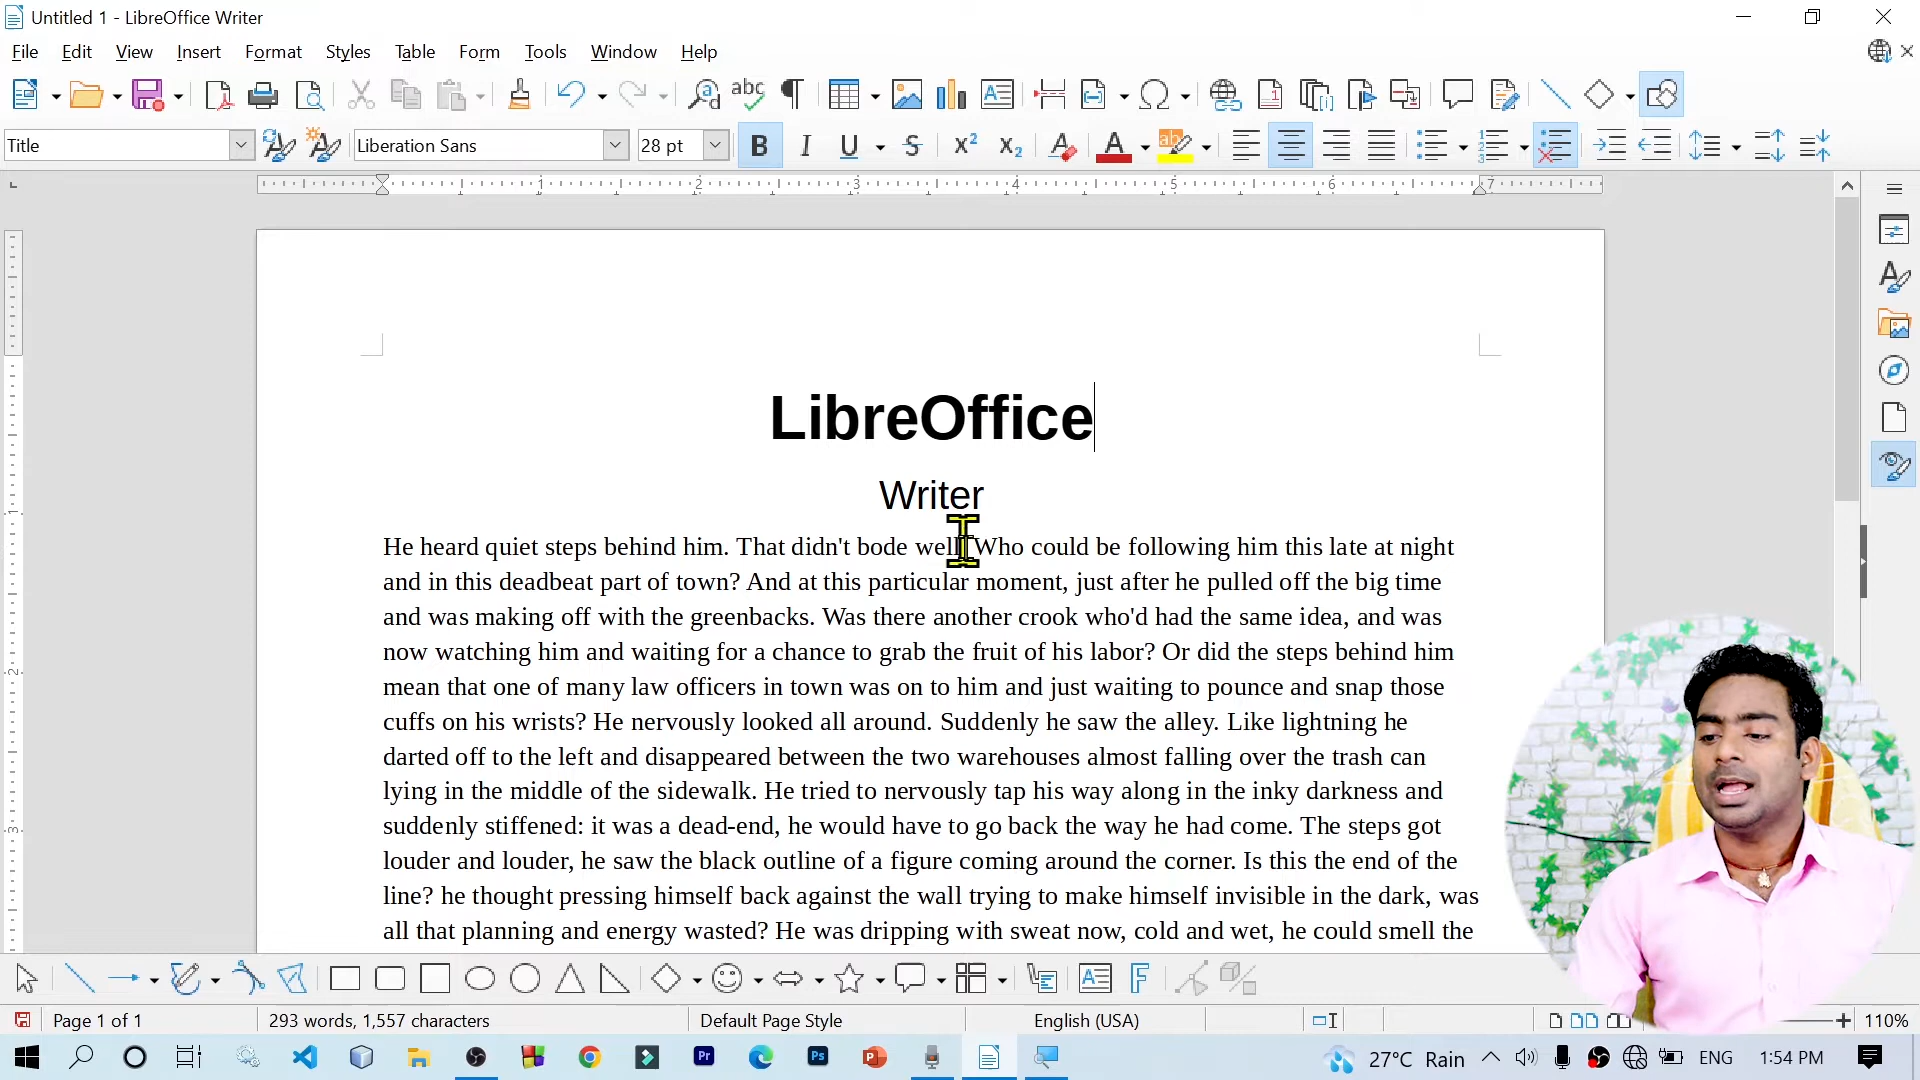 Untitled 1 - LibreOffice Writer
File Edit View Insert Format Styles Table Form Tools Window Help
Title Liberation Sans 28 pt
1 2 3 4 5 6 7
LibreOffice
Writer
He heard quiet steps behind him. That didn't bode well. Who could be following him this late at night
and in this deadbeat part of town? And at this particular moment, just after he pulled off the big time
and was making off with the greenbacks. Was there another crook who'd had the same idea, and was
now watching him and waiting for a chance to grab the fruit of his labor? Or did the steps behind him
mean that one of many law officers in town was on to him and just waiting to pounce and snap those
cuffs on his wrists? He nervously looked all around. Suddenly he saw the alley. Like lightning he
darted off to the left and disappeared between the two warehouses almost falling over the trash can
lying in the middle of the sidewalk. He tried to nervously tap his way along in the inky darkness and
suddenly stiffened: it was a dead-end, he would have to go back the way he had come. The steps got
louder and louder, he saw the black outline of a figure coming around the corner. Is this the end of the
line? he thought pressing himself back against the wall trying to make himself invisible in the dark, was
all that planning and energy wasted? He was dripping with sweat now, cold and wet, he could smell the
Page 1 of 1 293 words, 1,557 characters Default Page Style English (USA) 110%
27°C Rain ENG 1:54 PM